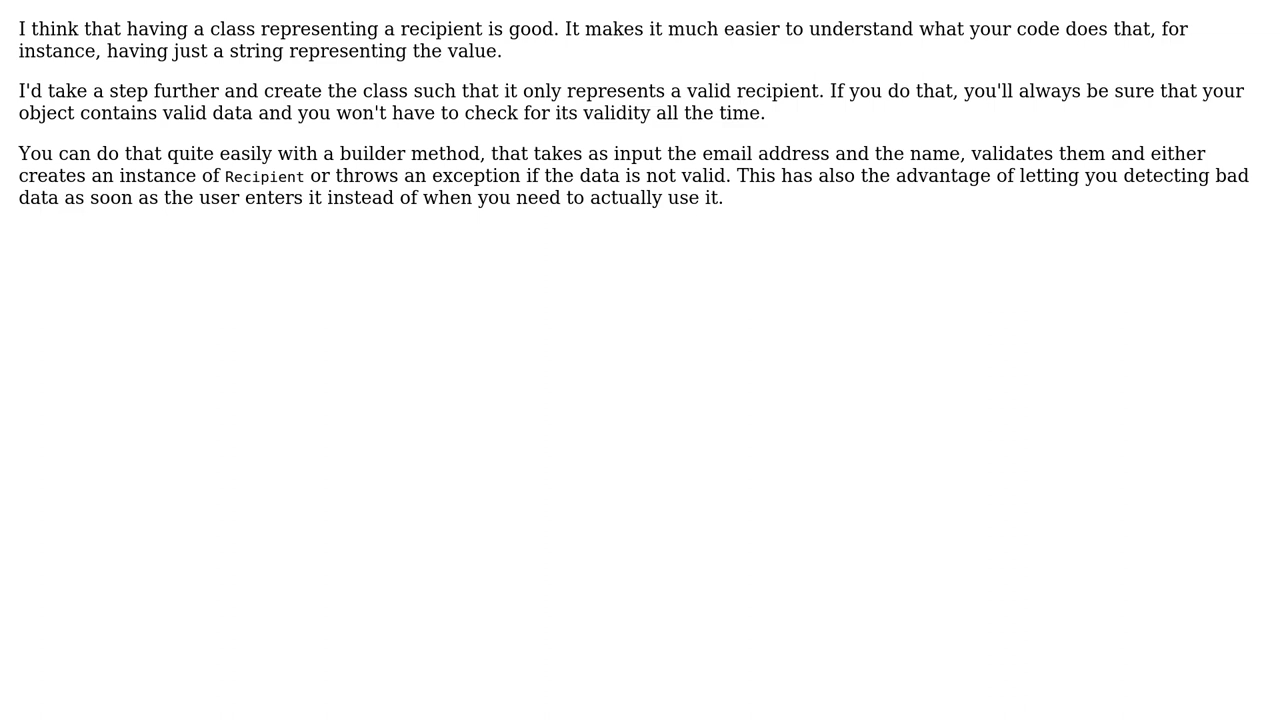 I think that having a class representing a recipient is good. It makes it much easier to understand what your code does that, for
instance, having just a string representing the value.
I'd take a step further and create the class such that it only represents a valid recipient. If you do that, you'll always be sure that your
object contains valid data and you won't have to check for its validity all the time.
You can do that quite easily with a builder method, that takes as input the email address and the name, validates them and either
creates an instance of Recipient or throws an exception if the data is not valid. This has also the advantage of letting you detecting bad
data as soon as the user enters it instead of when you need to actually use it.